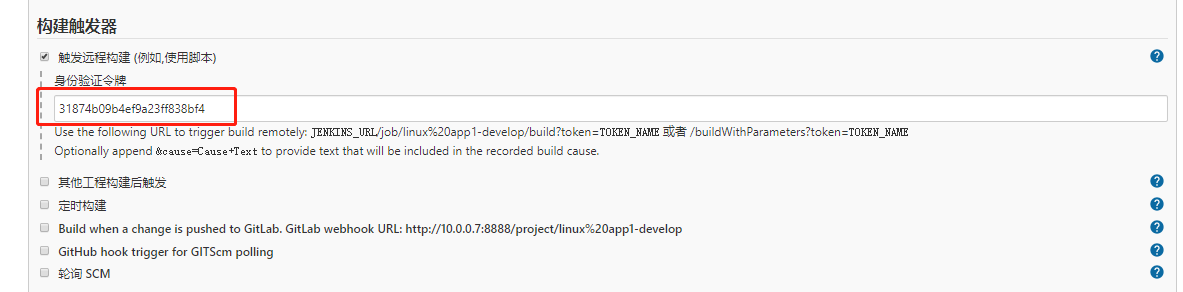 构建触发器
触发远程构建 (例如,使用脚本)
身份验证令牌
31874b09b4ef9a23ff838bf4
Use the following URL to trigger build remotely: JENKINS_URL/job/linux%20app1-develop/build?token=TOKEN_NAME 或者 /buildWithParameters?token=TOKEN_NAME
Optionally append &cause=Cause+Text to provide text that will be included in the recorded build cause.
其他工程构建后触发
定时构建
Build when a change is pushed to GitLab. GitLab webhook URL: http://10.0.0.7:8888/project/linux%20app1-develop
GitHub hook trigger for GITScm polling
轮询 SCM